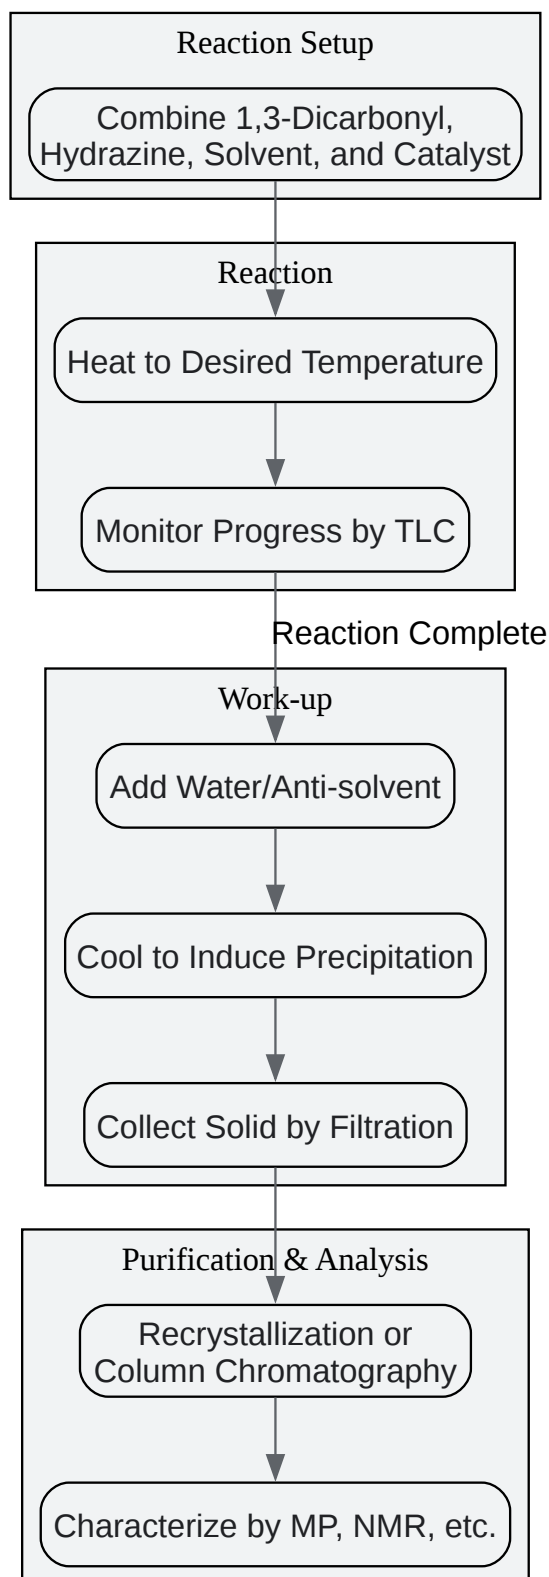 Reaction Setup
Combine 1,3-Dicarbonyl,
Hydrazine, Solvent, and Catalyst
Reaction
Heat to Desired Temperature
Monitor Progress by TLC
Reaction Complete
Work-up
Add Water/Anti-solvent
Cool to Induce Precipitation
Collect Solid by Filtration
Purification & Analysis
Recrystallization or
Column Chromatography
Characterize by MP, NMR, etc.